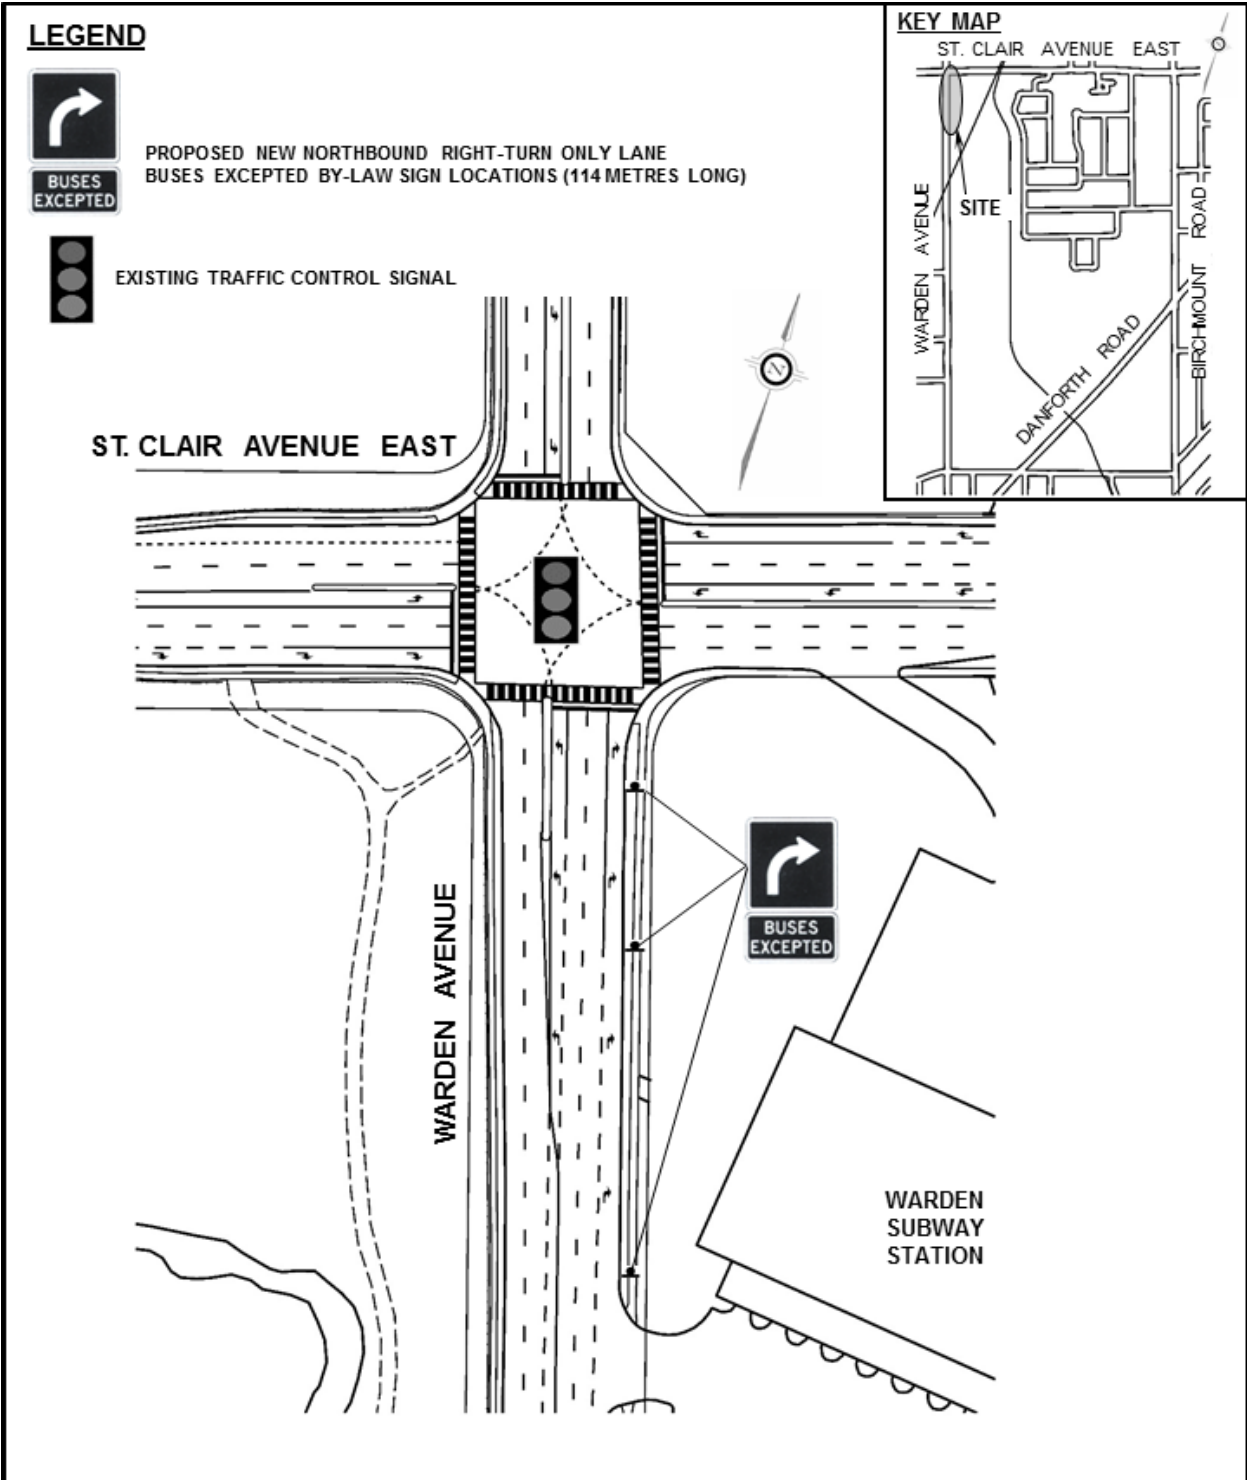 LEGEND
BUSES
EXCEPTED
PROPOSED NEW NORTHBOUND RIGHT-TURN ONLY LANE
BUSES EXCEPTED BY-LAW SIGN LOCATIONS (114 METRES LONG)
EXISTING TRAFFIC CONTROL SIGNAL
KEY MAP
ST. CLAIR AVENUE EAST
WARDEN AVENUE
SITE
BIRCHMOUNT ROAD
DANFORTH ROAD
N
ST. CLAIR AVENUE EAST
WARDEN AVENUE
BUSES
EXCEPTED
WARDEN
SUBWAY
STATION